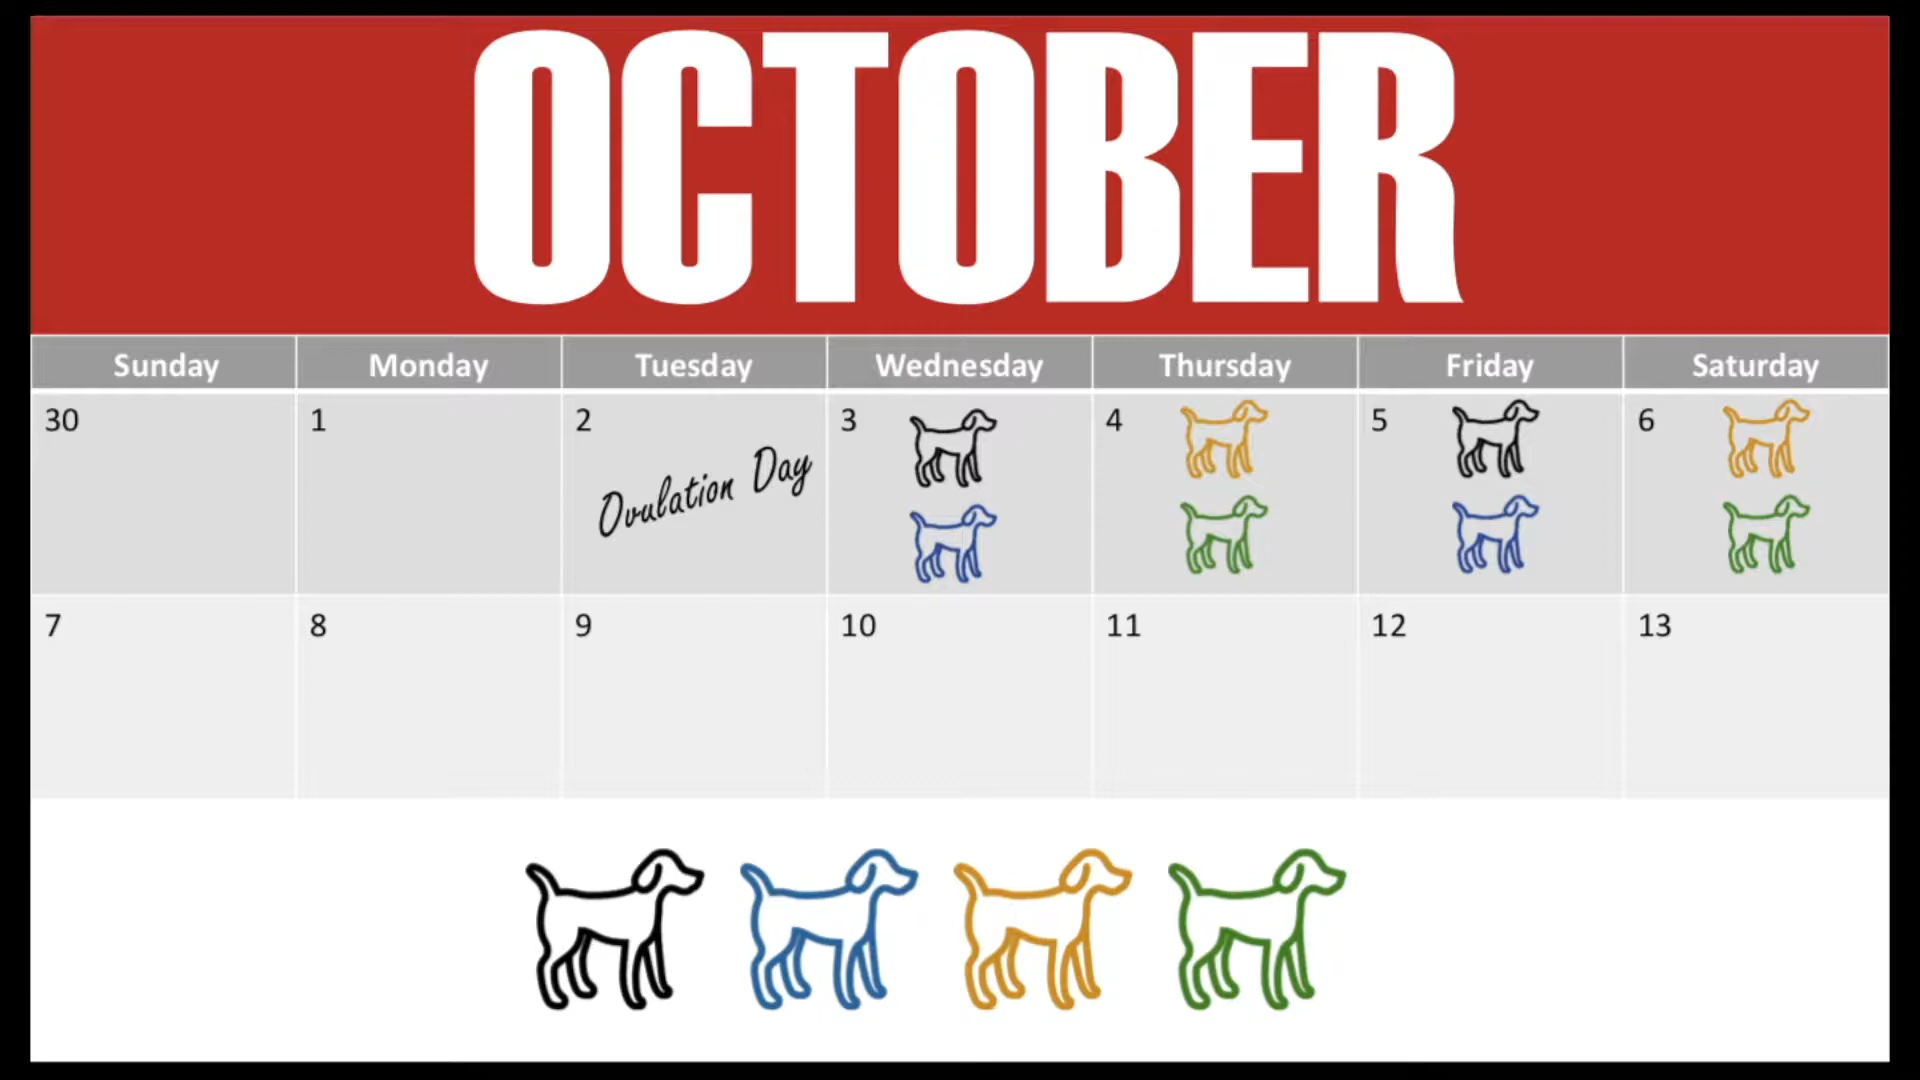 OCTOBER
Sunday Monday Tuesday Wednesday Thursday Friday Saturday
30 1 2 3 4 5 6
Ovulation Day
7 8 9 10 11 12 13